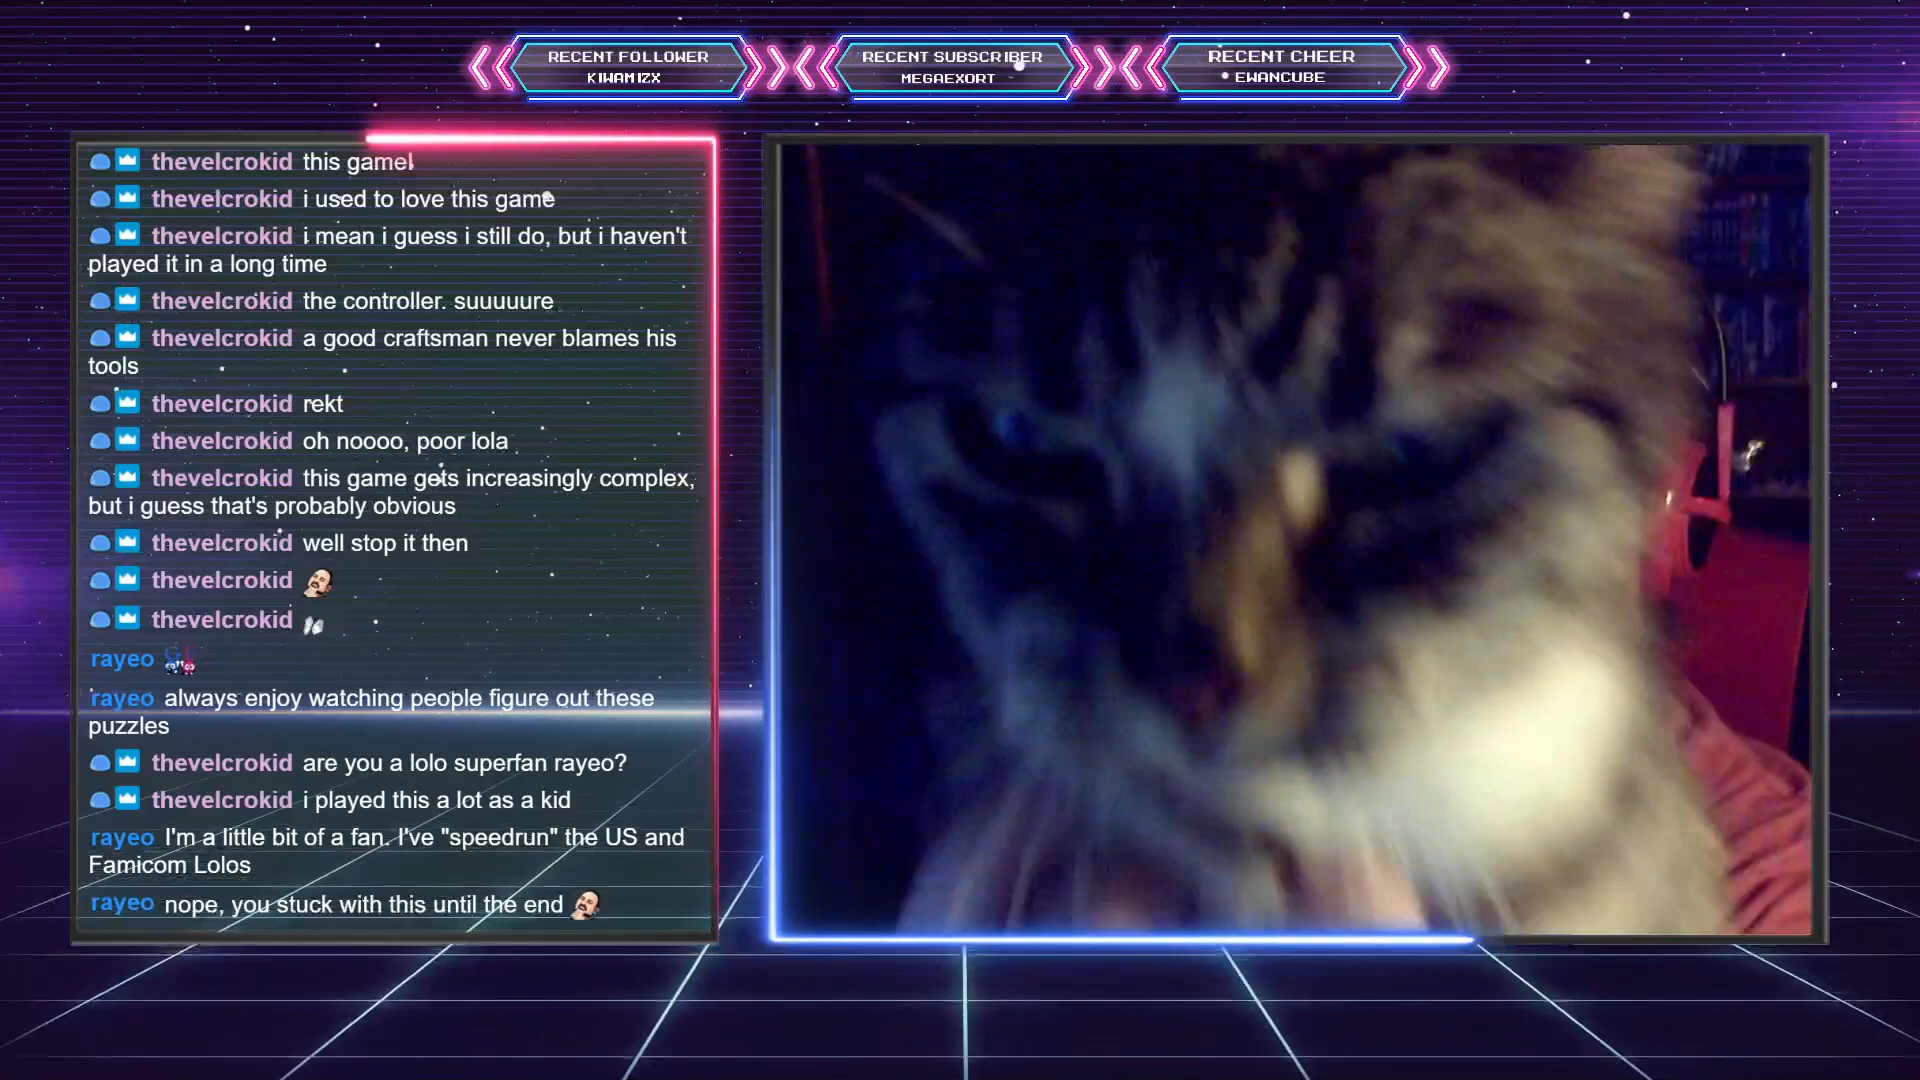 RECENT FOLLOWER
KIWAMIZX
RECENT SUBSCRIBER
MEGAEXORT
RECENT CHEER
EWANCUBE
thevelcrokid this game!
thevelcrokid i used to love this game
thevelcrokid i mean i guess i still do, but i haven't
played it in a long time
thevelcrokid the controller. suuuuure
thevelcrokid a good craftsman never blames his
tools
thevelcrokid rekt
thevelcrokid oh noooo, poor lola
thevelcrokid this game gets increasingly complex,
but i guess that's probably obvious
thevelcrokid well stop it then
thevelcrokid
thevelcrokid
rayeo
rayeo always enjoy watching people figure out these
puzzles
thevelcrokid are you a lolo superfan rayeo?
thevelcrokid i played this a lot as a kid
rayeo I'm a little bit of a fan. I've "speedrun" the US and
Famicom Lolos
rayeo nope, you stuck with this until the end